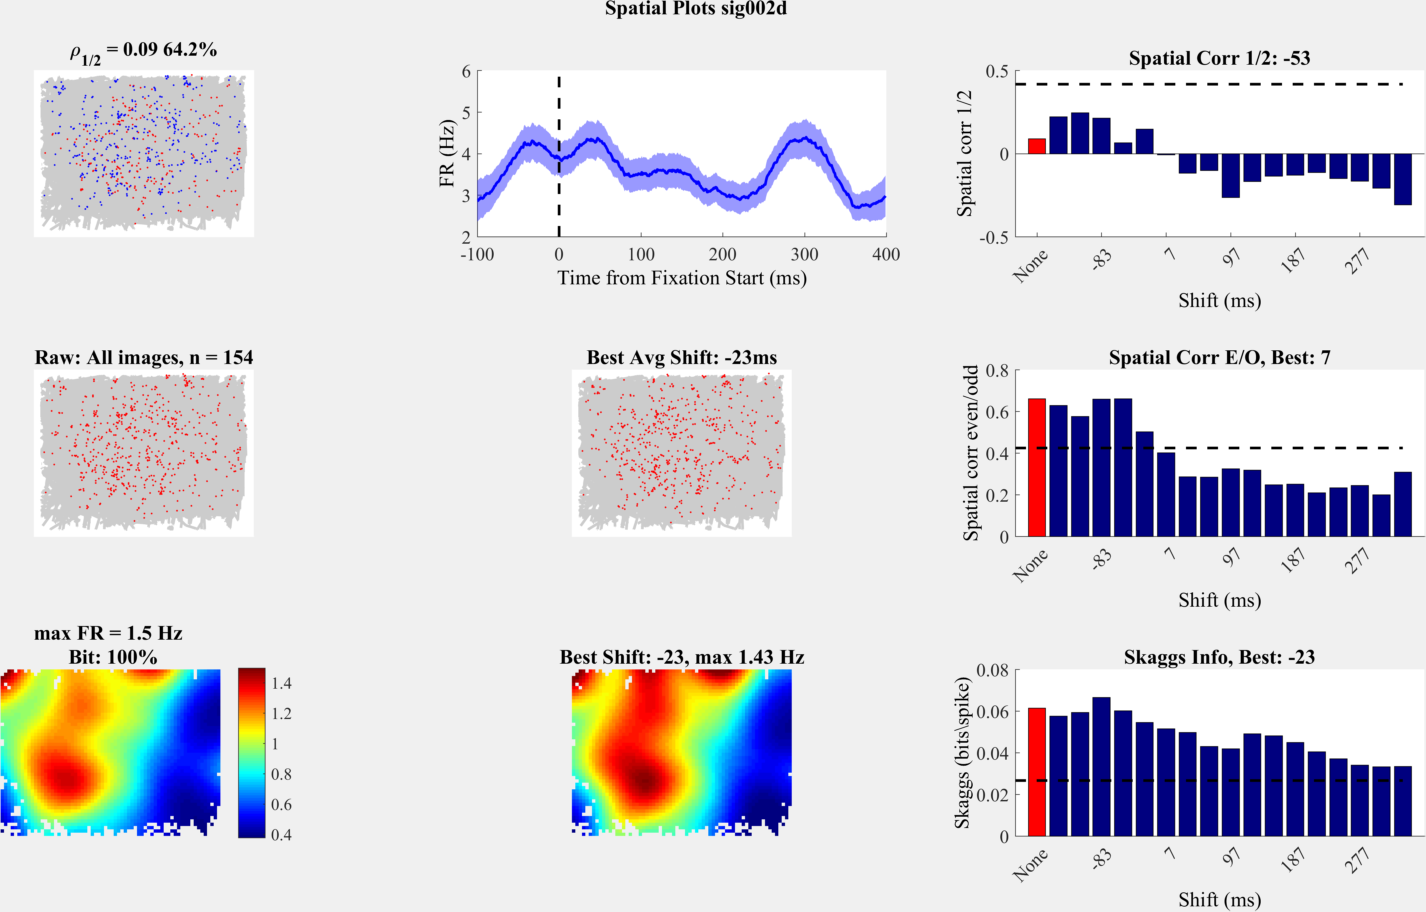 Spatial Plots sig002d
ρ1/2 = 0.09 64.2%
6
5
4
3
2
FR (Hz)
-100
0
100
200
300
400
Time from Fixation Start (ms)
Spatial Corr 1/2: -53
0.5
0
-0.5
Spatial corr 1/2
None
-83
7
97
187
277
Shift (ms)
Raw: All images, n = 154
Best Avg Shift: -23ms
Spatial Corr E/O, Best: 7
0.8
0.6
0.4
0.2
0
Spatial corr even/odd
None
-83
7
97
187
277
Shift (ms)
max FR = 1.5 Hz
Bit: 100%
1.4
1.2
1
0.8
0.6
0.4
Best Shift: -23, max 1.43 Hz
Skaggs Info, Best: -23
0.08
0.06
0.04
0.02
0
Skaggs (bits\spike)
None
-83
7
97
187
277
Shift (ms)